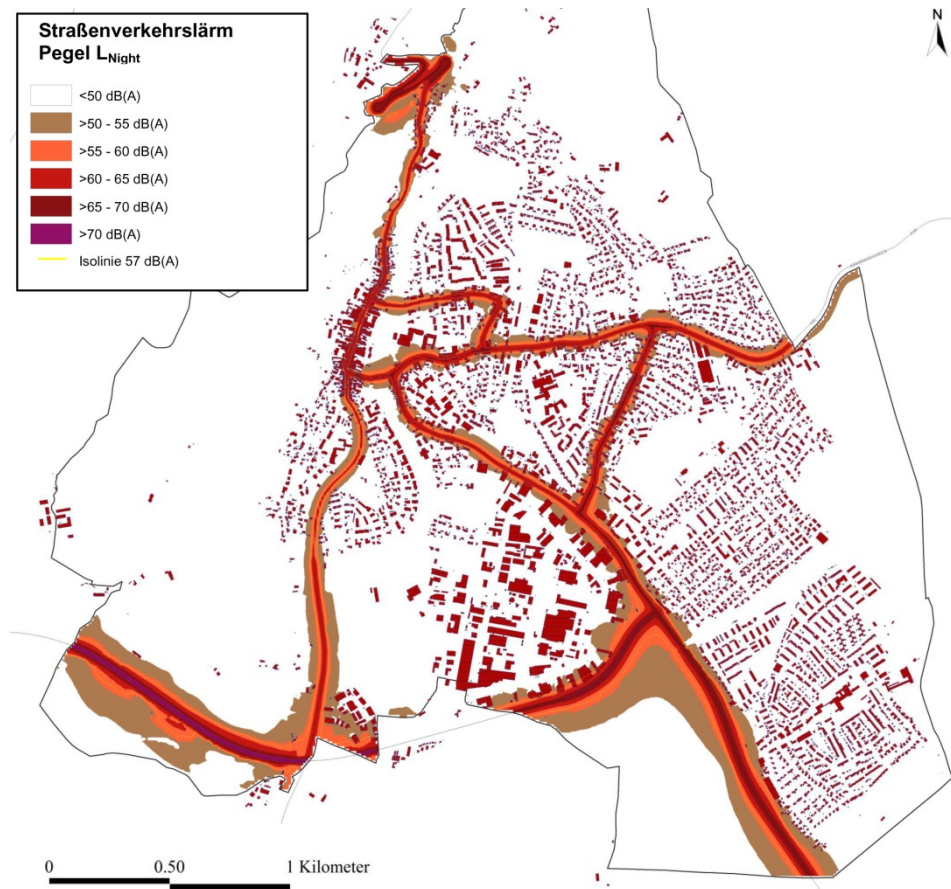 Straßenverkehrslärm
Pegel LNight
<50 dB(A)
>50 - 55 dB(A)
>55 - 60 dB(A)
>60 - 65 dB(A)
>65 - 70 dB(A)
>70 dB(A)
Isolinie 57 dB(A)
N
0 0.50 1 Kilometer